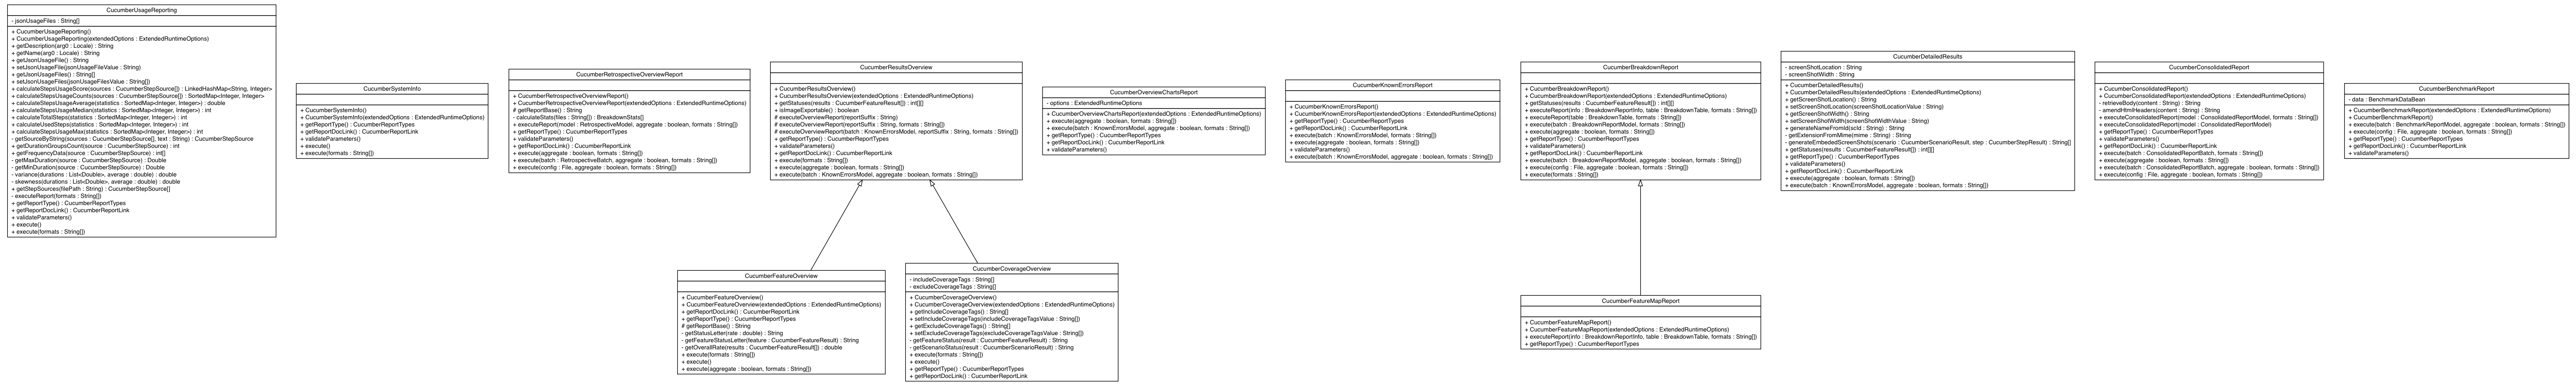 CucumberUsageReporting
- jsonUsageFiles : String[]
+ CucumberUsageReporting()
+ CucumberUsageReporting(extendedOptions : ExtendedRuntimeOptions)
+ getDescription(arg0 : Locale) : String
+ getName(arg0 : Locale) : String
+ getJsonUsageFile() : String
+ setJsonUsageFile(jsonUsageFileValue : String)
+ getJsonUsageFiles() : String[]
+ setJsonUsageFiles(jsonUsageFilesValue : String[])
+ calculateStepsUsageScore(sources : CucumberStepSource[]) : LinkedHashMap<String, Integer>
+ calculateStepsUsageCounts(sources : CucumberStepSource[]) : SortedMap<Integer, Integer>
+ calculateStepsUsageAverage(statistics : SortedMap<Integer, Integer>) : double
+ calculateStepsUsageMedian(statistics : SortedMap<Integer, Integer>) : int
+ calculateTotalSteps(statistics : SortedMap<Integer, Integer>) : int
+ calculateUsedSteps(statistics : SortedMap<Integer, Integer>) : int
+ calculateStepsUsageMax(statistics : SortedMap<Integer, Integer>) : int
- getSourceByString(sources : CucumberStepSource[], text : String) : CucumberStepSource
+ getDurationGroupsCount(source : CucumberStepSource) : int
+ getFrequencyData(source : CucumberStepSource) : int[]
- getMaxDuration(source : CucumberStepSource) : Double
- getMinDuration(source : CucumberStepSource) : Double
- variance(durations : List<Double>, average : double) : double
- skewness(durations : List<Double>, average : double) : double
+ getStepSources(filePath : String) : CucumberStepSource[]
- executeReport(formats : String[])
+ getReportType() : CucumberReportTypes
+ getReportDocLink() : CucumberReportLink
+ validateParameters()
+ execute()
+ execute(formats : String[])
CucumberSystemInfo
+ CucumberSystemInfo()
+ CucumberSystemInfo(extendedOptions : ExtendedRuntimeOptions)
+ getReportType() : CucumberReportTypes
+ getReportDocLink() : CucumberReportLink
+ validateParameters()
+ execute()
+ execute(formats : String[])
CucumberRetrospectiveOverviewReport
+ CucumberRetrospectiveOverviewReport()
+ CucumberRetrospectiveOverviewReport(extendedOptions : ExtendedRuntimeOptions)
# getReportBase() : String
- calculateStats(files : String[]) : BreakdownStats[]
+ executeReport(model : RetrospectiveModel, aggregate : boolean, formats : String[])
+ getReportType() : CucumberReportTypes
+ validateParameters()
+ getReportDocLink() : CucumberReportLink
+ execute(aggregate : boolean, formats : String[])
+ execute(batch : RetrospectiveBatch, aggregate : boolean, formats : String[])
+ execute(config : File, aggregate : boolean, formats : String[])
CucumberResultsOverview
+ CucumberResultsOverview()
+ CucumberResultsOverview(extendedOptions : ExtendedRuntimeOptions)
+ getStatuses(results : CucumberFeatureResult[]) : int[][]
+ isImageExportable() : boolean
# executeOverviewReport(reportSuffix : String)
# executeOverviewReport(reportSuffix : String, formats : String[])
# executeOverviewReport(batch : KnownErrorsModel, reportSuffix : String, formats : String[])
+ getReportType() : CucumberReportTypes
+ validateParameters()
+ getReportDocLink() : CucumberReportLink
+ execute(formats : String[])
+ execute(aggregate : boolean, formats : String[])
+ execute(batch : KnownErrorsModel, aggregate : boolean, formats : String[])
CucumberOverviewChartsReport
- options : ExtendedRuntimeOptions
+ CucumberOverviewChartsReport(extendedOptions : ExtendedRuntimeOptions)
+ execute(aggregate : boolean, formats : String[])
+ execute(batch : KnownErrorsModel, aggregate : boolean, formats : String[])
+ getReportType() : CucumberReportTypes
+ getReportDocLink() : CucumberReportLink
+ validateParameters()
CucumberKnownErrorsReport
+ CucumberKnownErrorsReport()
+ CucumberKnownErrorsReport(extendedOptions : ExtendedRuntimeOptions)
+ getReportType() : CucumberReportTypes
+ getReportDocLink() : CucumberReportLink
+ execute(batch : KnownErrorsModel, formats : String[])
+ execute(aggregate : boolean, formats : String[])
+ validateParameters()
+ execute(batch : KnownErrorsModel, aggregate : boolean, formats : String[])
CucumberBreakdownReport
+ CucumberBreakdownReport()
+ CucumberBreakdownReport(extendedOptions : ExtendedRuntimeOptions)
+ getStatuses(results : CucumberFeatureResult[]) : int[][]
+ executeReport(info : BreakdownReportInfo, table : BreakdownTable, formats : String[])
+ executeReport(table : BreakdownTable, formats : String[])
+ execute(batch : BreakdownReportModel, formats : String[])
+ execute(aggregate : boolean, formats : String[])
+ getReportType() : CucumberReportTypes
+ validateParameters()
+ getReportDocLink() : CucumberReportLink
+ execute(batch : BreakdownReportModel, aggregate : boolean, formats : String[])
+ execute(config : File, aggregate : boolean, formats : String[])
+ execute(formats : String[])
CucumberDetailedResults
- screenShotLocation : String
- screenShotWidth : String
+ CucumberDetailedResults()
+ CucumberDetailedResults(extendedOptions : ExtendedRuntimeOptions)
+ getScreenShotLocation() : String
+ setScreenShotLocation(screenShotLocationValue : String)
+ getScreenShotWidth() : String
+ setScreenShotWidth(screenShotWidthValue : String)
+ generateNameFromId(scId : String) : String
- getExtensionFromMime(mime : String) : String
- generateEmbededScreenShots(scenario : CucumberScenarioResult, step : CucumberStepResult) : String[]
+ getStatuses(results : CucumberFeatureResult[]) : int[][]
+ getReportType() : CucumberReportTypes
+ validateParameters()
+ getReportDocLink() : CucumberReportLink
+ execute(aggregate : boolean, formats : String[])
+ execute(batch : KnownErrorsModel, aggregate : boolean, formats : String[])
CucumberConsolidatedReport
+ CucumberConsolidatedReport()
+ CucumberConsolidatedReport(extendedOptions : ExtendedRuntimeOptions)
- retrieveBody(content : String) : String
- amendHtmlHeaders(content : String) : String
+ executeConsolidatedReport(model : ConsolidatedReportModel, formats : String[])
+ executeConsolidatedReport(model : ConsolidatedReportModel)
+ getReportType() : CucumberReportTypes
+ validateParameters()
+ getReportDocLink() : CucumberReportLink
+ execute(batch : ConsolidatedReportBatch, formats : String[])
+ execute(aggregate : boolean, formats : String[])
+ execute(batch : ConsolidatedReportBatch, aggregate : boolean, formats : String[])
+ execute(config : File, aggregate : boolean, formats : String[])
CucumberBenchmarkReport
- data : BenchmarkDataBean
+ CucumberBenchmarkReport(extendedOptions : ExtendedRuntimeOptions)
+ CucumberBenchmarkReport()
+ execute(batch : BenchmarkReportModel, aggregate : boolean, formats : String[])
+ execute(config : File, aggregate : boolean, formats : String[])
+ getReportType() : CucumberReportTypes
+ getReportDocLink() : CucumberReportLink
+ validateParameters()
CucumberFeatureOverview
+ CucumberFeatureOverview()
+ CucumberFeatureOverview(extendedOptions : ExtendedRuntimeOptions)
+ getReportDocLink() : CucumberReportLink
+ getReportType() : CucumberReportTypes
# getReportBase() : String
- getStatusLetter(rate : double) : String
- getFeatureStatusLetter(feature : CucumberFeatureResult) : String
- getOverallRate(results : CucumberFeatureResult[]) : double
+ execute(formats : String[])
+ execute()
+ execute(aggregate : boolean, formats : String[])
CucumberCoverageOverview
- includeCoverageTags : String[]
- excludeCoverageTags : String[]
+ CucumberCoverageOverview()
+ CucumberCoverageOverview(extendedOptions : ExtendedRuntimeOptions)
+ getIncludeCoverageTags() : String[]
+ setIncludeCoverageTags(includeCoverageTagsValue : String[])
+ getExcludeCoverageTags() : String[]
+ setExcludeCoverageTags(excludeCoverageTagsValue : String[])
- getFeatureStatus(result : CucumberFeatureResult) : String
- getScenarioStatus(result : CucumberScenarioResult) : String
+ execute(formats : String[])
+ execute()
+ getReportType() : CucumberReportTypes
+ getReportDocLink() : CucumberReportLink
CucumberFeatureMapReport
+ CucumberFeatureMapReport()
+ CucumberFeatureMapReport(extendedOptions : ExtendedRuntimeOptions)
+ executeReport(info : BreakdownReportInfo, table : BreakdownTable, formats : String[])
+ getReportType() : CucumberReportTypes